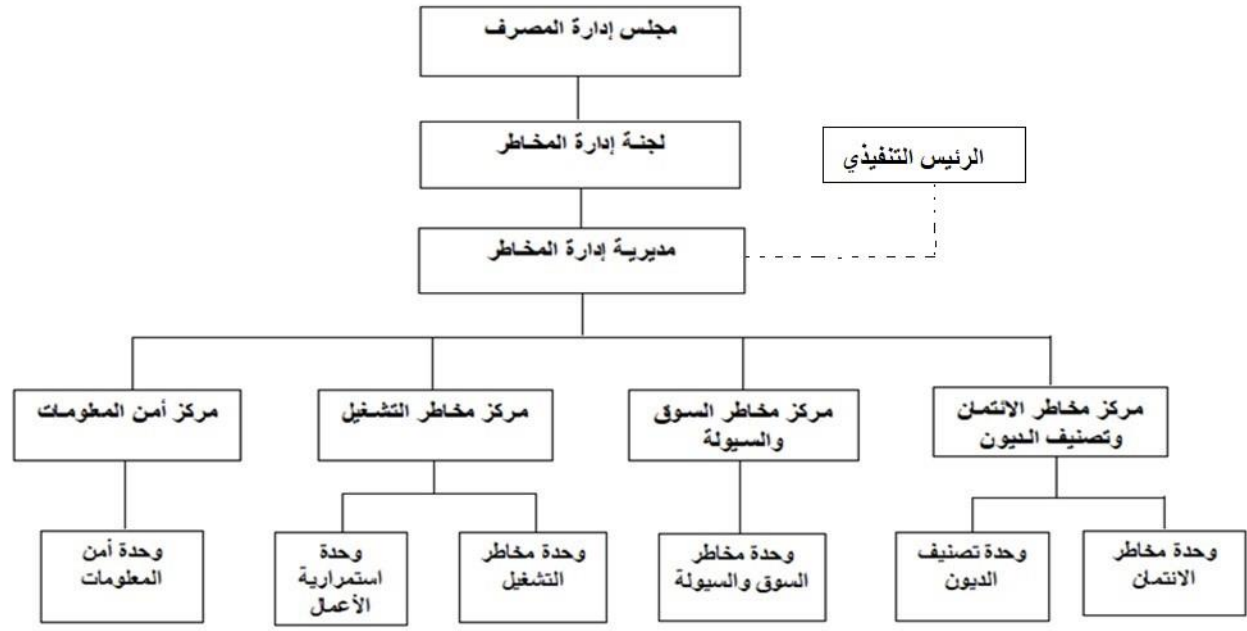 مجلس إدارة المصرف
لجنة إدارة المخاطر
الرئيس التنفيذي
مديرية إدارة المخاطر
مركز مخاطر الائتمان
وتصنيف الديون
مركز مخاطر السوق
والسيولة
مركز مخاطر التشغيل
مركز أمن المعلومات
وحدة مخاطر
الائتمان
وحدة تصنيف
الديون
وحدة مخاطر
السوق والسيولة
وحدة مخاطر
التشغيل
وحدة
استمرارية
الأعمال
وحدة أمن
المعلومات